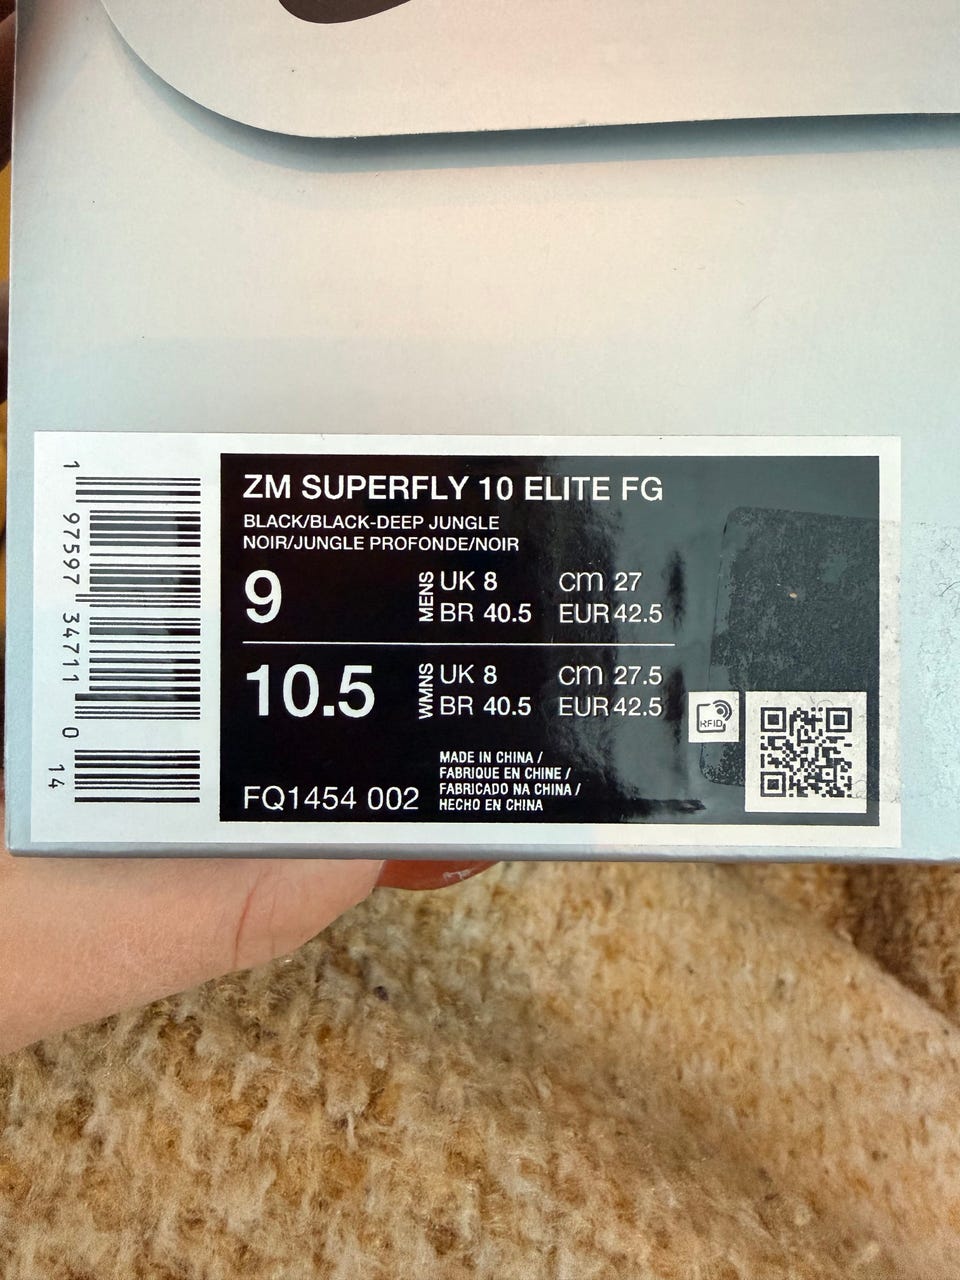 ZM SUPERFLY 10 ELITE FG
BLACK/BLACK-DEEP JUNGLE
NOIR/JUNGLE PROFONDE/NOIR
9 MENS UK 8 cm 27
BR 40.5 EUR 42.5
10.5 WMNS UK 8 cm 27.5
BR 40.5 EUR 42.5
RFID
FQ1454 002
MADE IN CHINA /
FABRIQUE EN CHINE /
FABRICADO NA CHINA /
HECHO EN CHINA
1 97597 34711 0 14